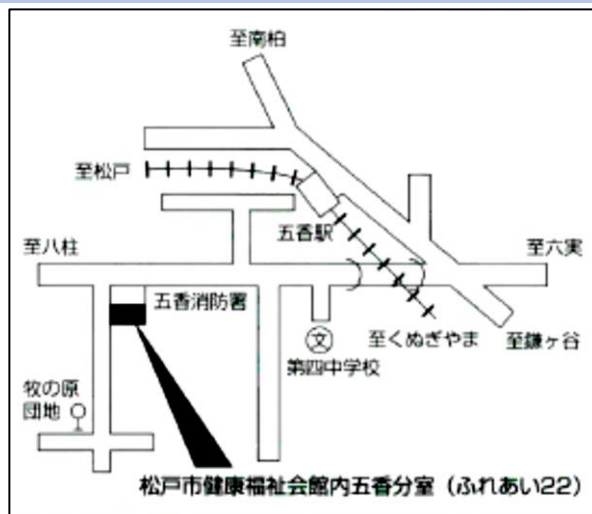 至南柏
至松戸
五香駅
至八柱
至六実
五香消防署
至くぬぎやま
至鎌ヶ谷
文
第四中学校
牧の原
団地
松戸市健康福祉会館内五香分室（ふれあい22）